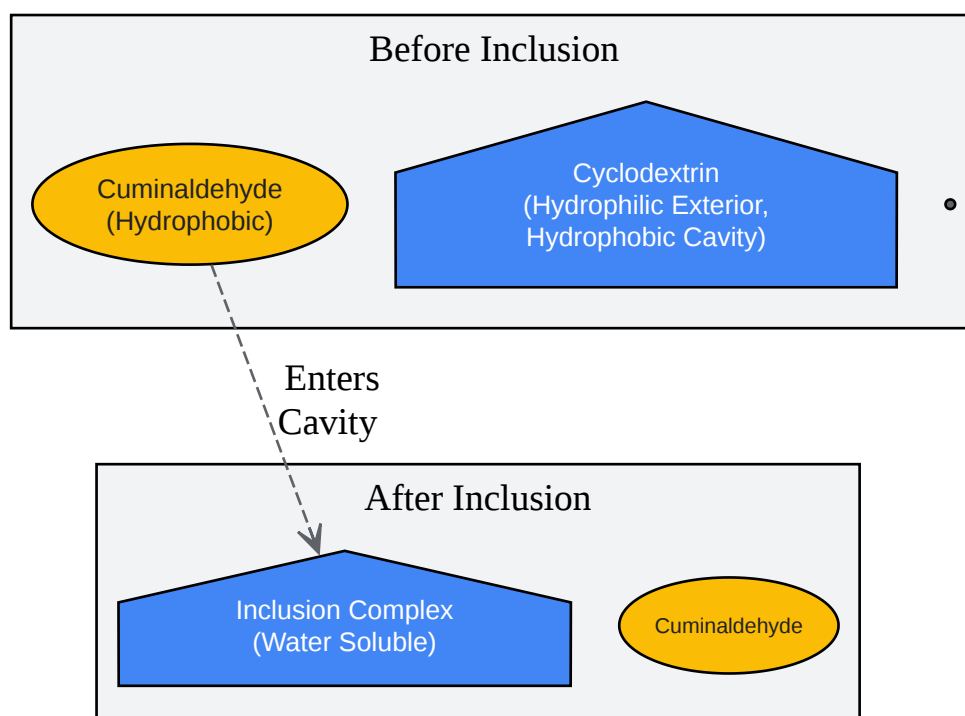 Before Inclusion
Cuminaldehyde
(Hydrophobic)
Cyclodextrin
(Hydrophilic Exterior,
Hydrophobic Cavity)
Enters
Cavity
After Inclusion
Inclusion Complex
(Water Soluble)
Cuminaldehyde